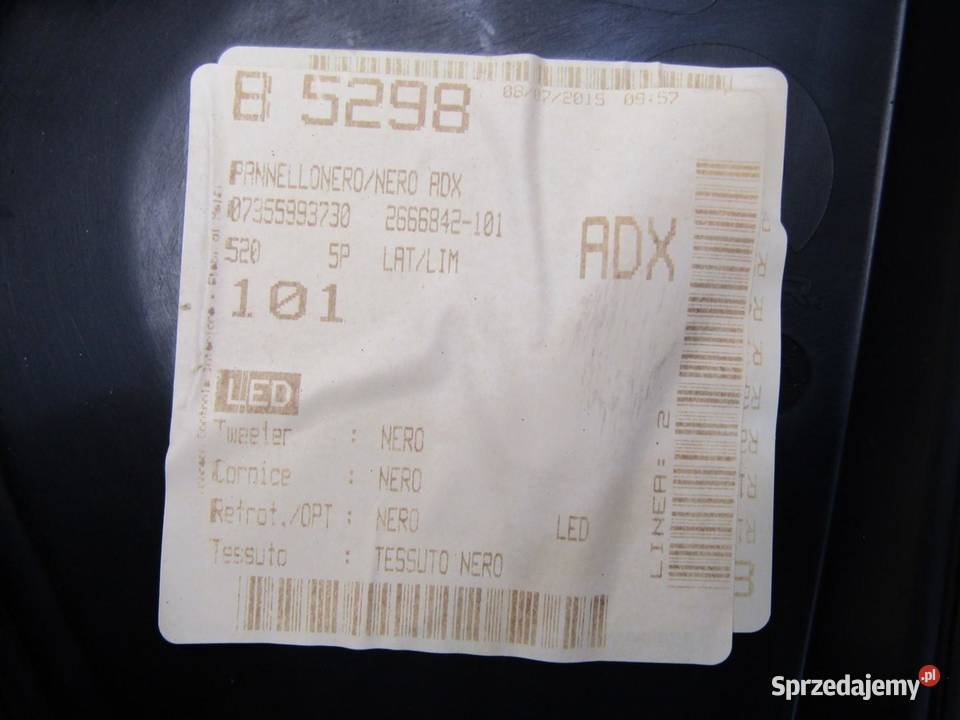 E 5298
08/07/2015 09:57
PANNELLONERO/NERO ADX
07355993730 2666842-101
520 5P LAT/LIM
ADX
101
LED
Tweeter : NERO
Cornice : NERO
Retrot./OPT : NERO LED
Tessuto : TESSUTO NERO
LINEA: 2
Sprzedajemy.pl